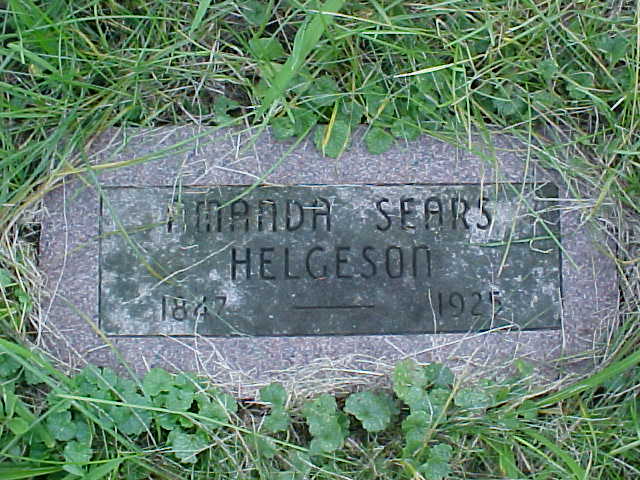 AMANDA SEARS
HELGESON
1847 — 1925